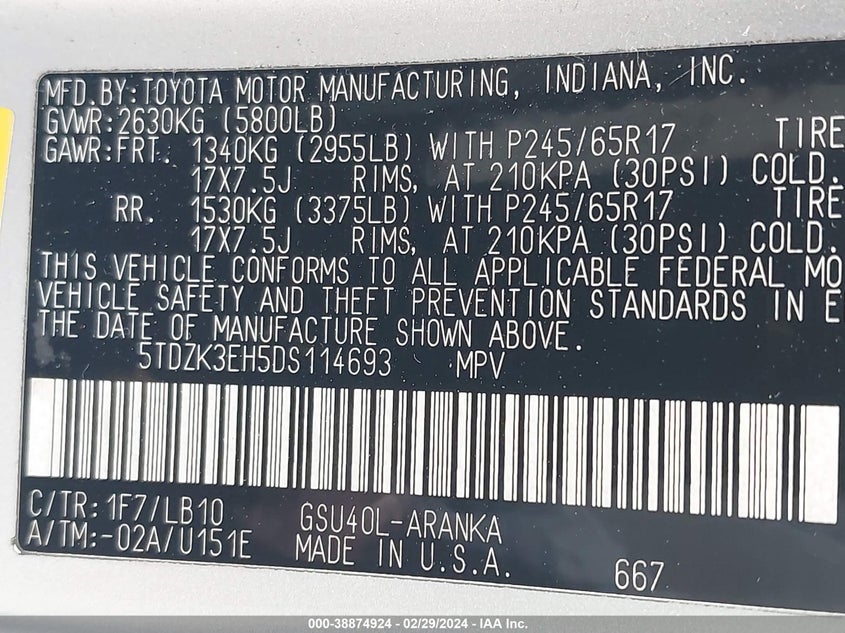 MFD.BY:TOYOTA MOTOR MANUFACTURING, INDIANA, INC.
GVWR:2630KG (5800LB)
GAWR:FRT. 1340KG (2955LB) WITH P245/65R17 TIRE
17X7.5J RIMS, AT 210KPA (30PSI) COLD.
RR. 1530KG (3375LB) WITH P245/65R17 TIRE
17X7.5J RIMS, AT 210KPA (30PSI) COLD.
THIS VEHICLE CONFORMS TO ALL APPLICABLE FEDERAL MO
VEHICLE SAFETY AND THEFT PREVENTION STANDARDS IN E
THE DATE OF MANUFACTURE SHOWN ABOVE.
5TDZK3EH5DS114693 MPV
C/TR:1F7/LB10 GSU40L-ARANKA
A/TM:-02A/U151E MADE IN U.S.A. 667
000-38874924 - 02/29/2024 - IAA Inc.